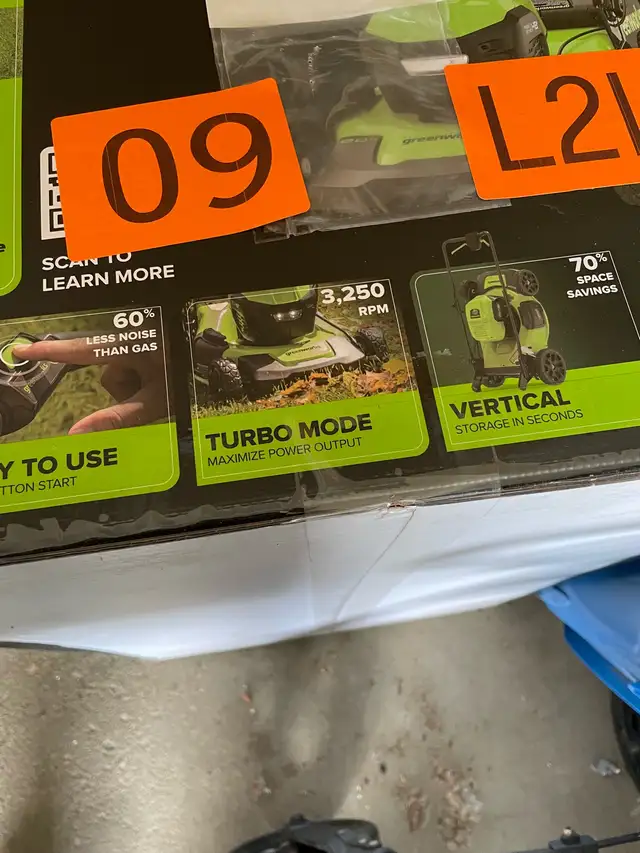 09
L2
greenworks
SCAN TO
LEARN MORE
60%
LESS NOISE
THAN GAS
Y TO USE
TTON START
3,250
RPM
TURBO MODE
MAXIMIZE POWER OUTPUT
70%
SPACE
SAVINGS
VERTICAL
STORAGE IN SECONDS